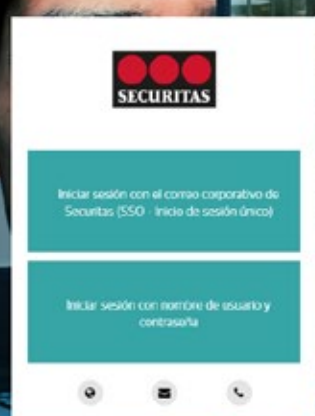 SECURITAS
Iniciar sesión con el correo corporativo de
Securitas (SSO - Inicio de sesión único)
Iniciar sesión con nombre de usuario y
contraseña